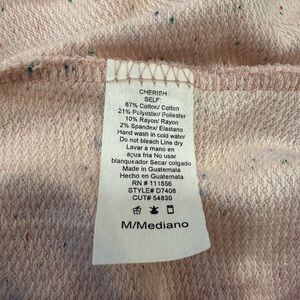 CHERISH
SELF:
67% Cotton/ Cotton
21% Polyester/ Poliester
10% Rayon/ Rayon
2% Spandex/ Elastano
Hand wash in cold water
Do not bleach Line dry
Lavar a mano en
agua fria No usar
blanqueador Secar colgado
Made in Guatemala
Hecho en Guatemala
RN # 111856
STYLE# D7408
CUT# 54830
M/Mediano